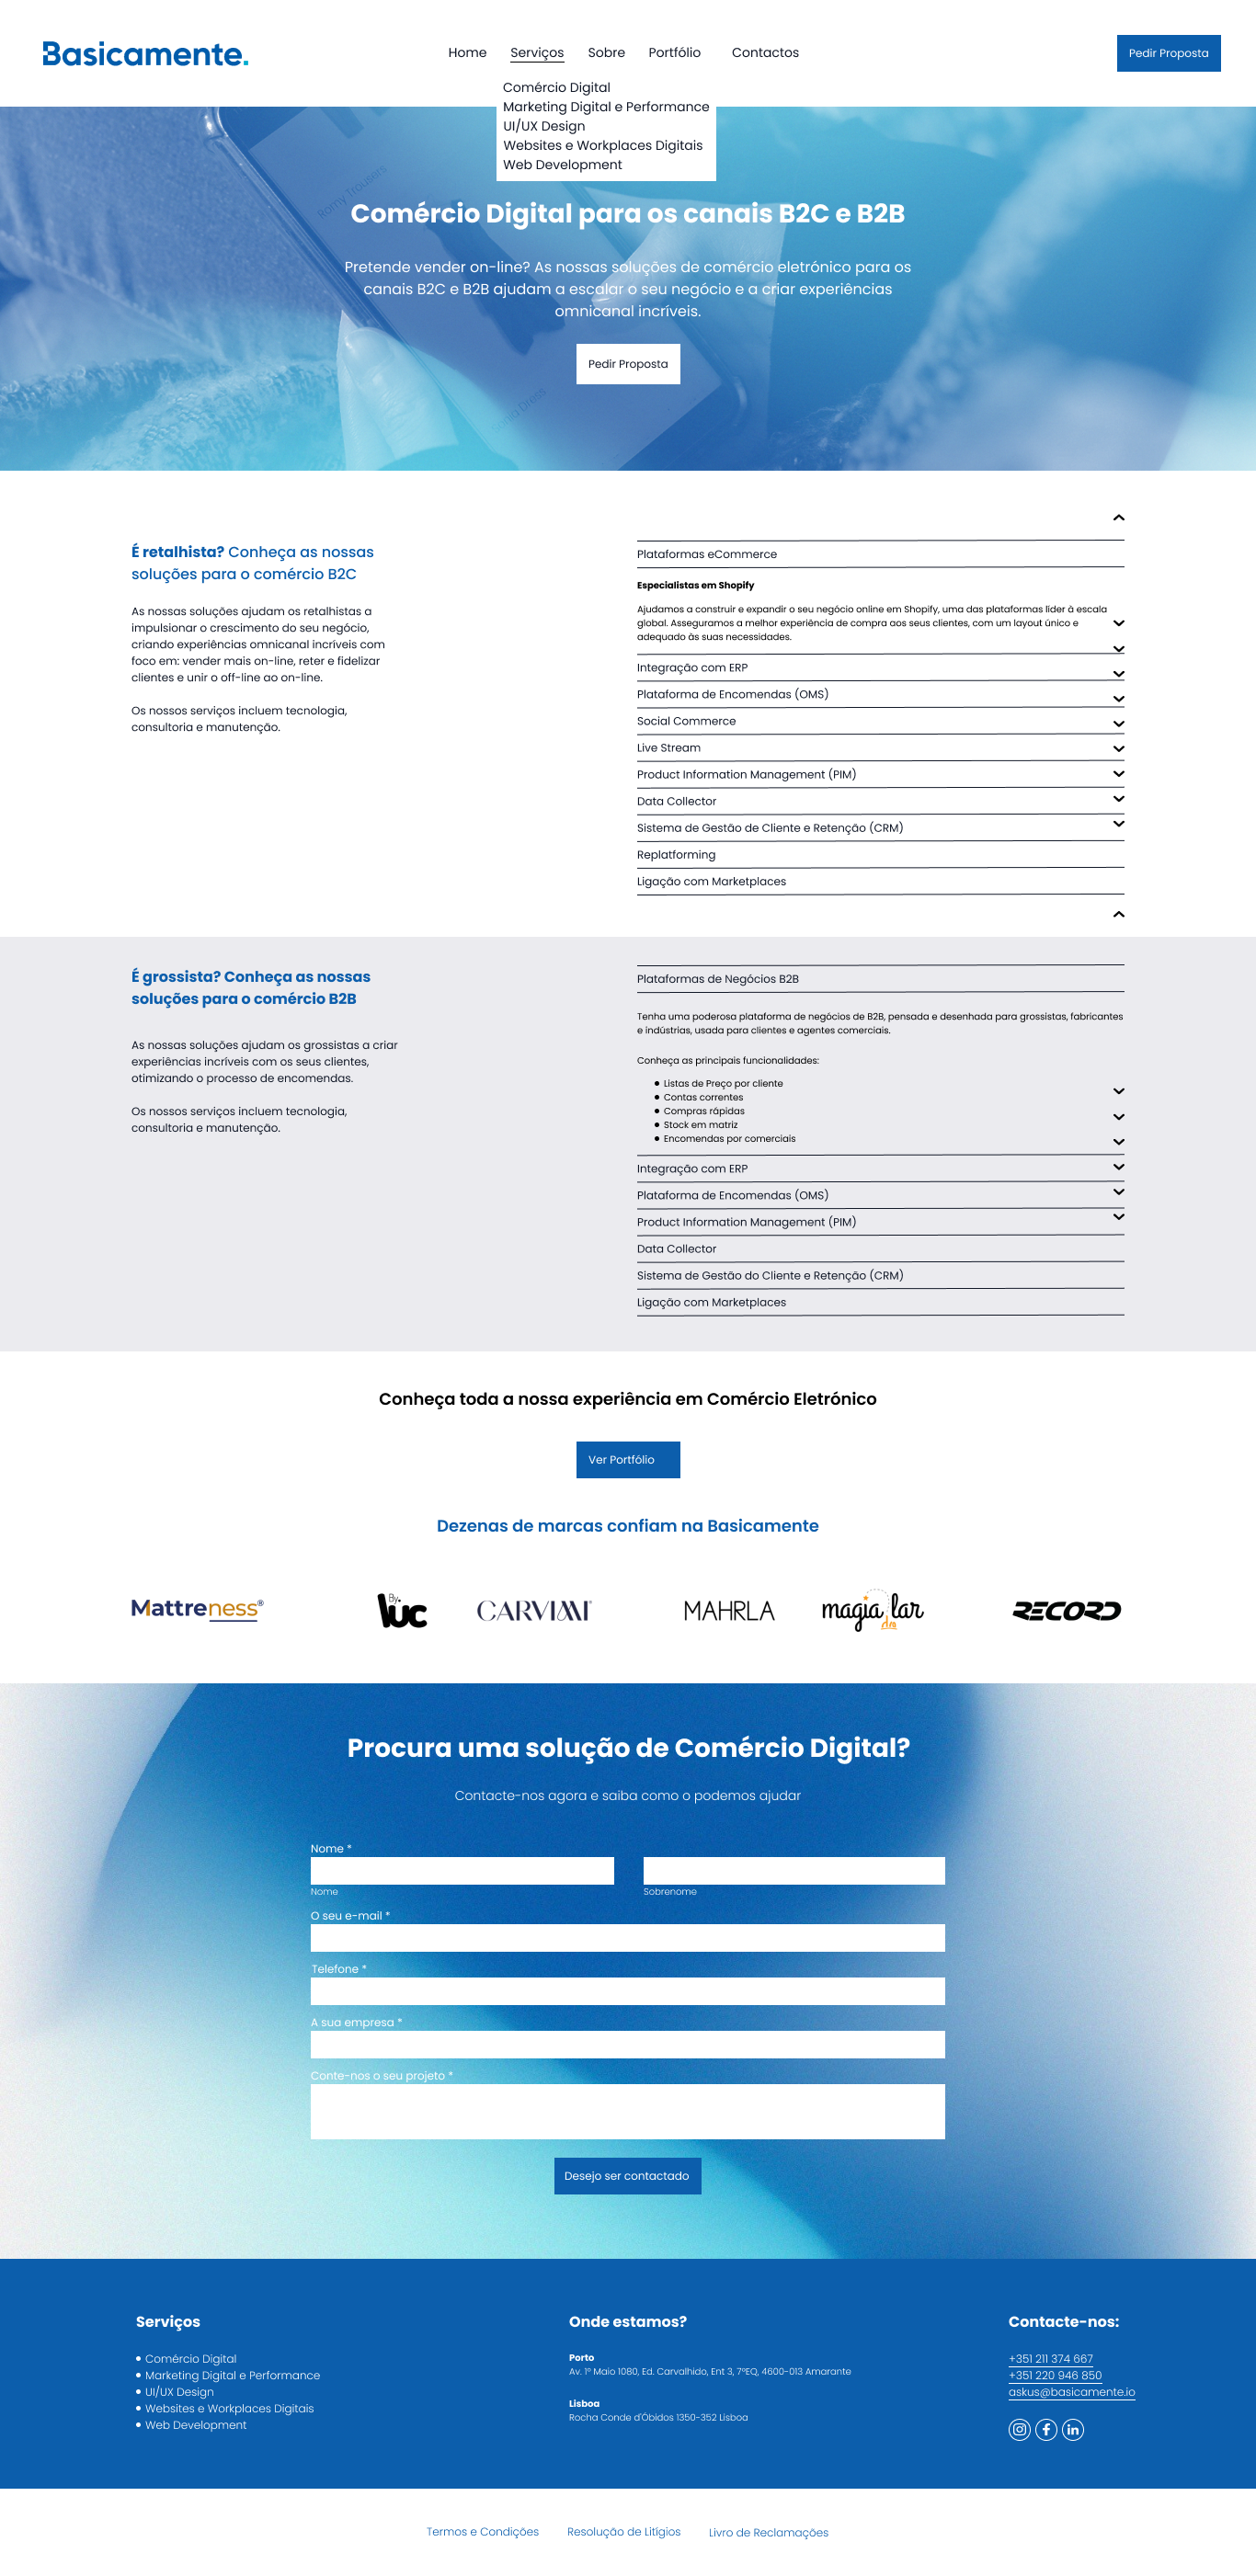 Basicamente.
Home Serviços Sobre Portfólio Contactos
Pedir Proposta
Comércio Digital
Marketing Digital e Performance
UI/UX Design
Websites e Workplaces Digitais
Web Development
Romy Trousers
Comércio Digital para os canais B2C e B2B
Pretende vender on-line? As nossas soluções de comércio eletrónico para os
canais B2C e B2B ajudam a escalar o seu negócio e a criar experiências
omnicanal incríveis.
Pedir Proposta
É retalhista? Conheça as nossas
soluções para o comércio B2C
As nossas soluções ajudam os retalhistas a
impulsionar o crescimento do seu negócio,
criando experiências omnicanal incríveis com
foco em: vender mais on-line, reter e fidelizar
clientes e unir o off-line ao on-line.
Os nossos serviços incluem tecnologia,
consultoria e manutenção.
Plataformas eCommerce
Especialistas em Shopify
Ajudamos a construir e expandir o seu negócio online em Shopify, uma das plataformas líder à escala
global. Asseguramos a melhor experiência de compra aos seus clientes, com um layout único e
adequado às suas necessidades.
Integração com ERP
Plataforma de Encomendas (OMS)
Social Commerce
Live Stream
Product Information Management (PIM)
Data Collector
Sistema de Gestão de Cliente e Retenção (CRM)
Replatforming
Ligação com Marketplaces
É grossista? Conheça as nossas
soluções para o comércio B2B
As nossas soluções ajudam os grossistas a criar
experiências incríveis com os seus clientes,
otimizando o processo de encomendas.
Os nossos serviços incluem tecnologia,
consultoria e manutenção.
Plataformas de Negócios B2B
Tenha uma poderosa plataforma de negócios de B2B, pensada e desenhada para grossistas, fabricantes
e indústrias, usada para clientes e agentes comerciais.
Conheça as principais funcionalidades:
Listas de Preço por cliente
Contas correntes
Compras rápidas
Stock em matriz
Encomendas por comerciais
Integração com ERP
Plataforma de Encomendas (OMS)
Product Information Management (PIM)
Data Collector
Sistema de Gestão do Cliente e Retenção (CRM)
Ligação com Marketplaces
Conheça toda a nossa experiência em Comércio Eletrónico
Ver Portfólio
Dezenas de marcas confiam na Basicamente
Mattreness®
By.
luc
CARVIMI
MAHRLA
magia do lar
RECORD
Procura uma solução de Comércio Digital?
Contacte-nos agora e saiba como o podemos ajudar
Nome *
Nome
Sobrenome
O seu e-mail *
Telefone *
A sua empresa *
Conte-nos o seu projeto *
Desejo ser contactado
Serviços
Comércio Digital
Marketing Digital e Performance
UI/UX Design
Websites e Workplaces Digitais
Web Development
Onde estamos?
Porto
Av. 1º Maio 1080, Ed. Carvalhido, Ent 3, 7ºEQ, 4600-013 Amarante
Lisboa
Rocha Conde d'Óbidos 1350-352 Lisboa
Contacte-nos:
+351 211 374 667
+351 220 946 850
askus@basicamente.io
Termos e Condições Resolução de Litígios Livro de Reclamações